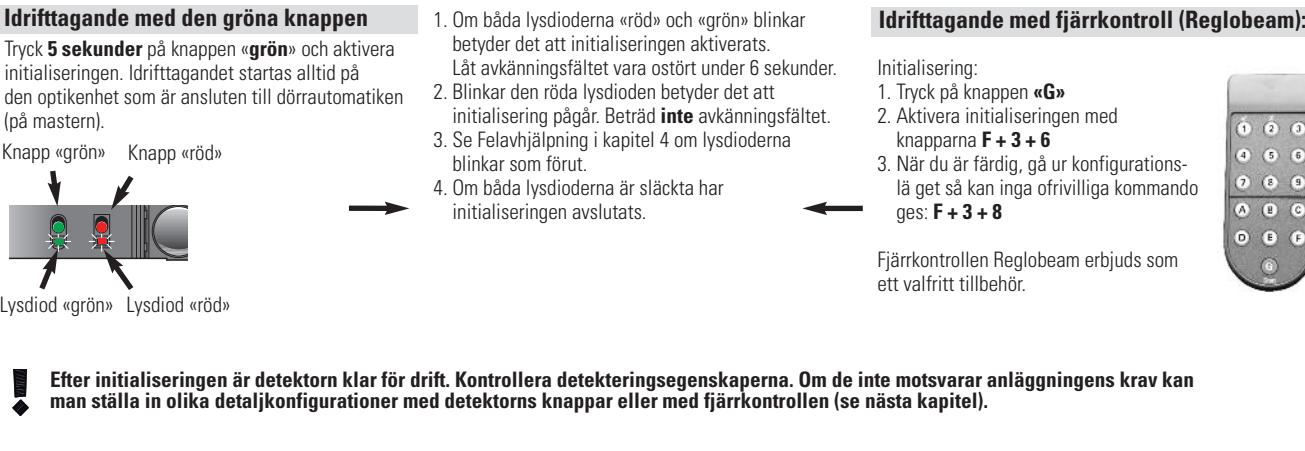 Idrifttagande med den gröna knappen
Tryck 5 sekunder på knappen «grön» och aktivera
initialiseringen. Idrifttagandet startas alltid på
den optikenhet som är ansluten till dörrautomatiken
(på mastern).
Knapp «grön» Knapp «röd»
Lysdiod «grön» Lysdiod «röd»
1. Om båda lysdioderna «röd» och «grön» blinkar
betyder det att initialiseringen aktiverats.
Låt avkänningsfältet vara ostört under 6 sekunder.
2. Blinkar den röda lysdioden betyder det att
initialisering pågår. Beträd inte avkänningsfältet.
3. Se Felavhjälpning i kapitel 4 om lysdioderna
blinkar som förut.
4. Om båda lysdioderna är släckta har
initialiseringen avslutats.
Idrifttagande med fjärrkontroll (Reglobeam):
Initialisering:
1. Tryck på knappen «G»
2. Aktivera initialiseringen med
knapparna F + 3 + 6
3. När du är färdig, gå ur konfigurations-
lä get så kan inga ofrivilliga kommando
ges: F + 3 + 8
Fjärrkontrollen Reglobeam erbjuds som
ett valfritt tillbehör.
1 2 3
4 5 6
7 8 9
A B C
D E F
G
Start
Efter initialiseringen är detektorn klar för drift. Kontrollera detekteringsegenskaperna. Om de inte motsvarar anläggningens krav kan
man ställa in olika detaljkonfigurationer med detektorns knappar eller med fjärrkontrollen (se nästa kapitel).